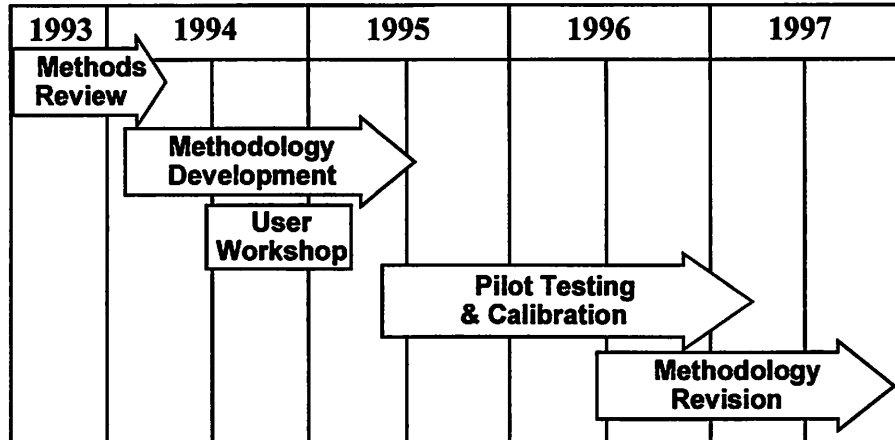 1993 1994 1995 1996 1997
Methods
Review
Methodology
Development
User
Workshop
Pilot Testing
& Calibration
Methodology
Revision